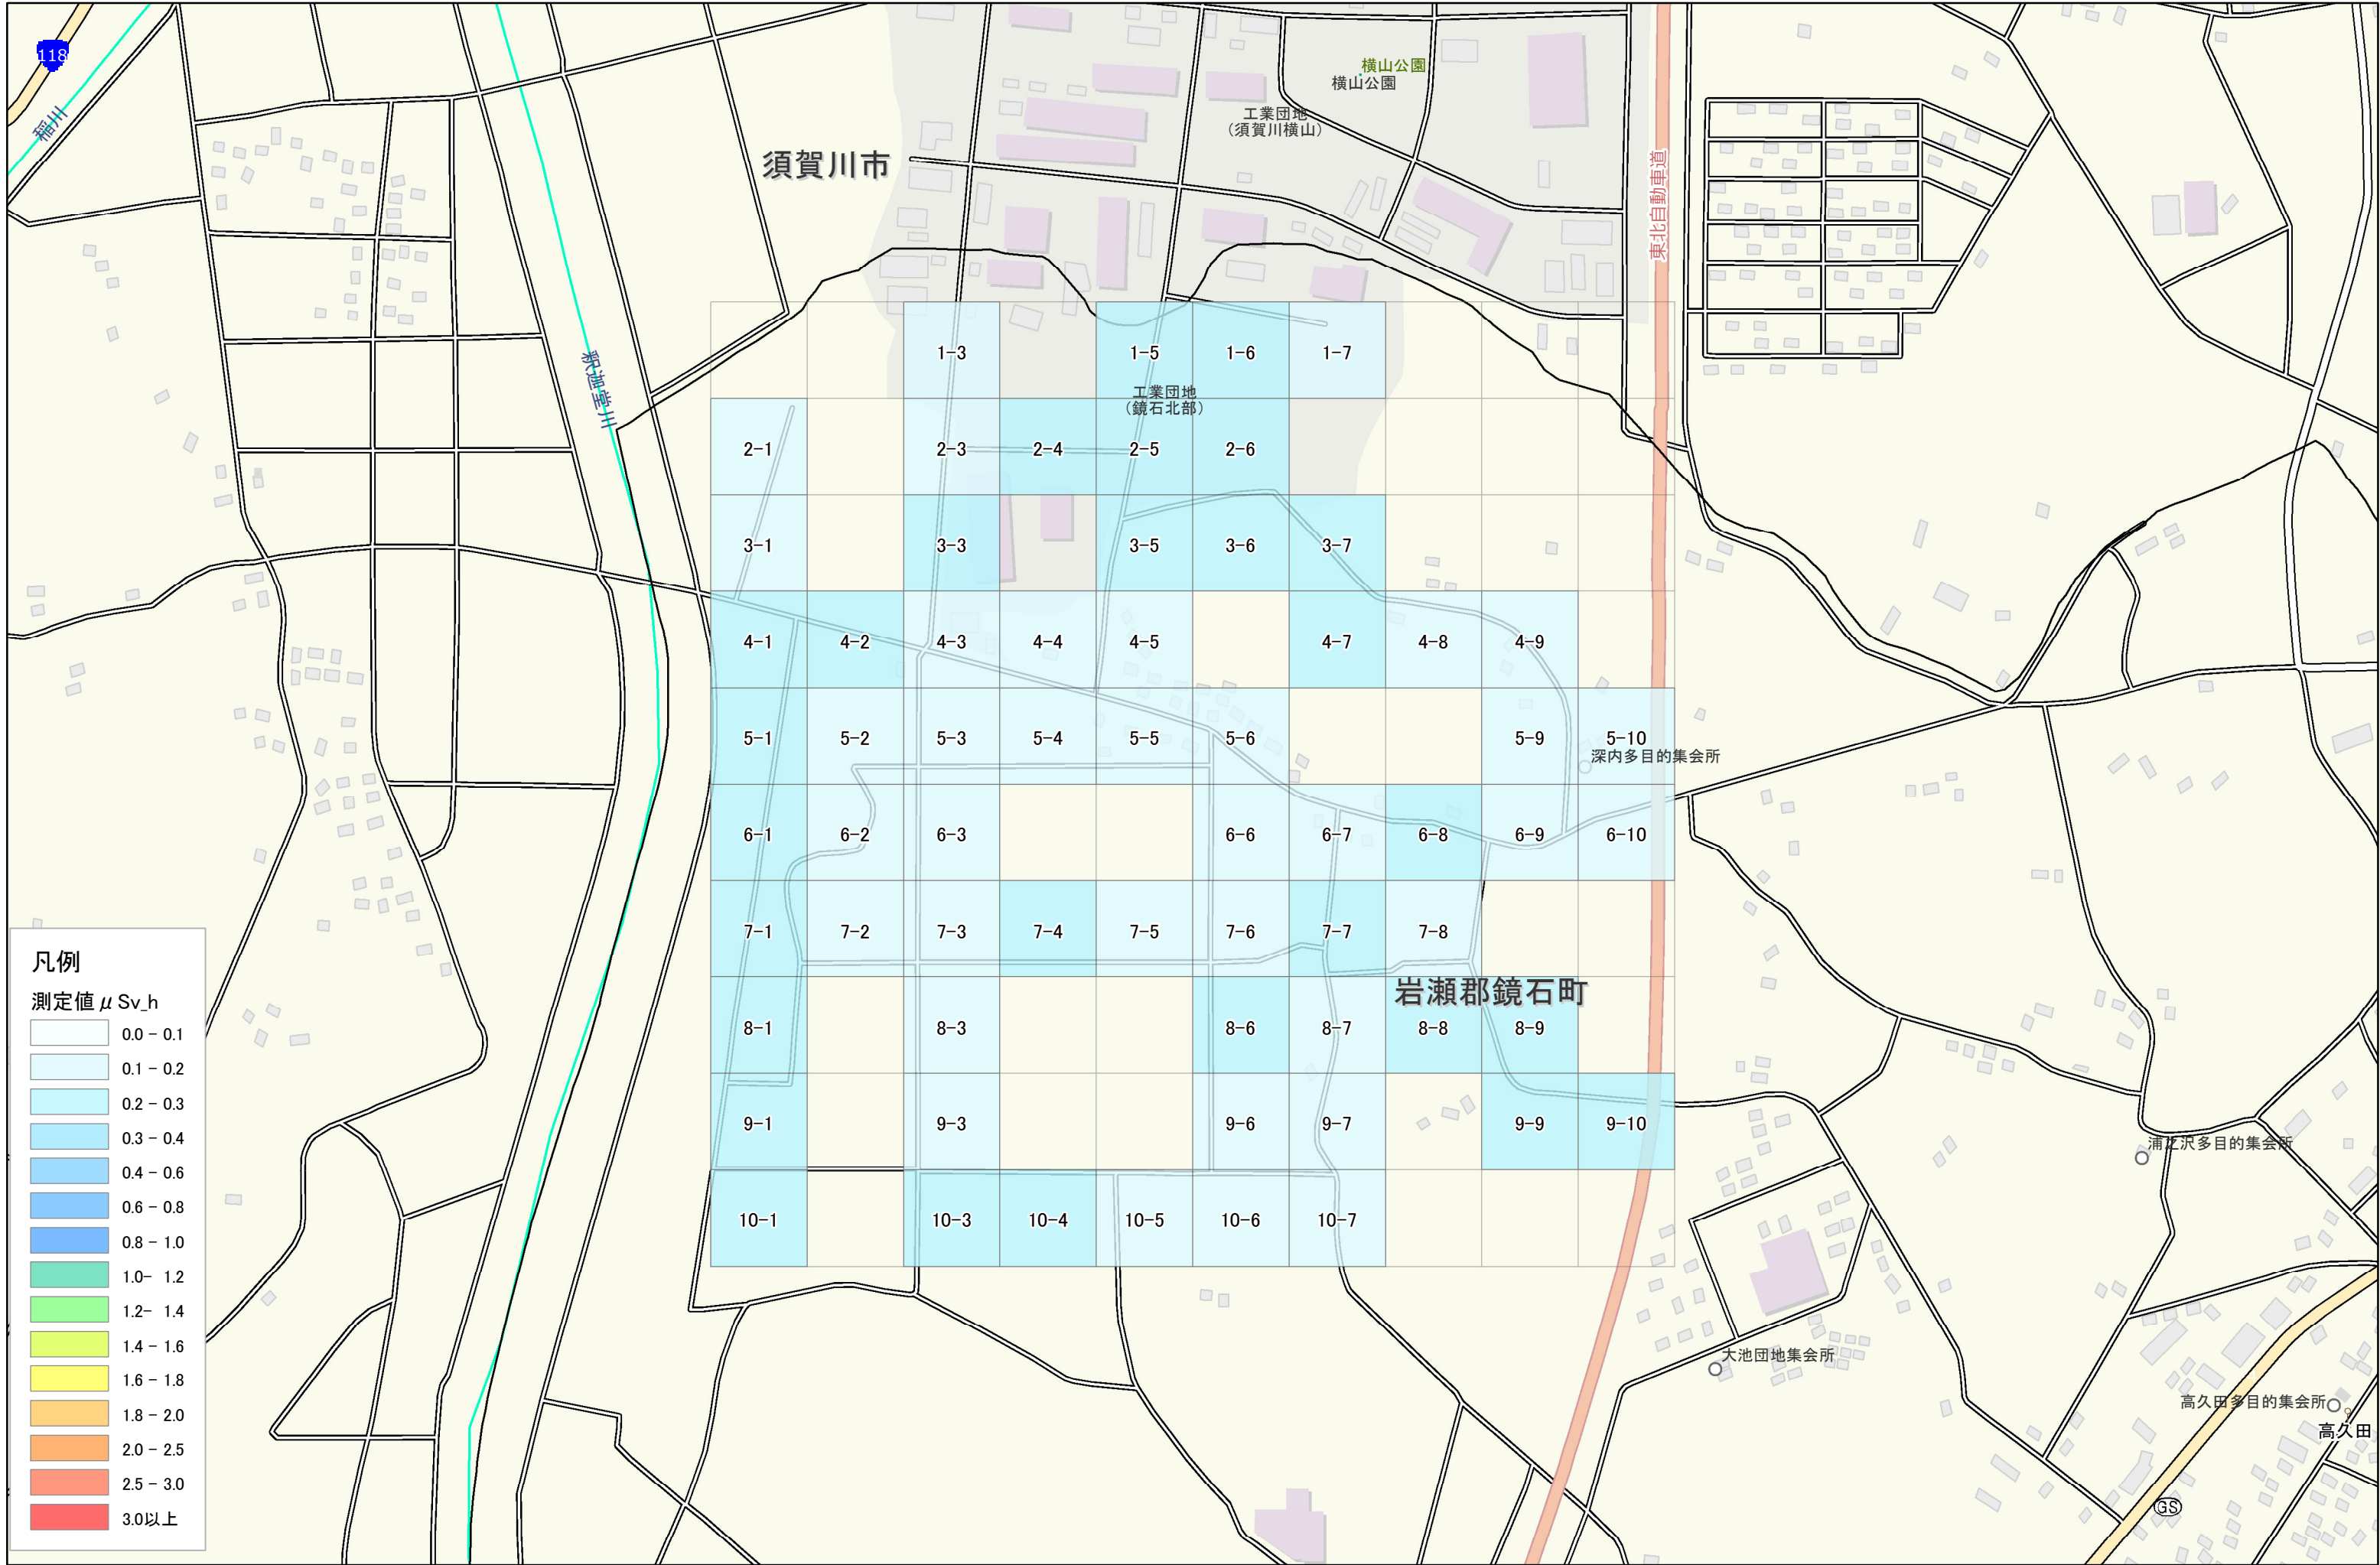 118
稲川
横山公園
横山公園
工業団地
(須賀川横山)
須賀川市
東北自動車道
釈迦堂川
1-3
1-5
1-6
1-7
工業団地
(鏡石北部)
2-1
2-3
2-4
2-5
2-6
3-1
3-3
3-5
3-6
3-7
4-1
4-2
4-3
4-4
4-5
4-7
4-8
4-9
5-1
5-2
5-3
5-4
5-5
5-6
5-9
5-10
深内多目的集会所
6-1
6-2
6-3
6-6
6-7
6-8
6-9
6-10
7-1
7-2
7-3
7-4
7-5
7-6
7-7
7-8
岩瀬郡鏡石町
8-1
8-3
8-6
8-7
8-8
8-9
9-1
9-3
9-6
9-7
9-9
9-10
浦之沢多目的集会所
10-1
10-3
10-4
10-5
10-6
10-7
大池団地集会所
高久田多目的集会所
高久田
GS
凡例
測定値 μ Sv_h
0.0 - 0.1
0.1 - 0.2
0.2 - 0.3
0.3 - 0.4
0.4 - 0.6
0.6 - 0.8
0.8 - 1.0
1.0- 1.2
1.2- 1.4
1.4 - 1.6
1.6 - 1.8
1.8 - 2.0
2.0 - 2.5
2.5 - 3.0
3.0以上